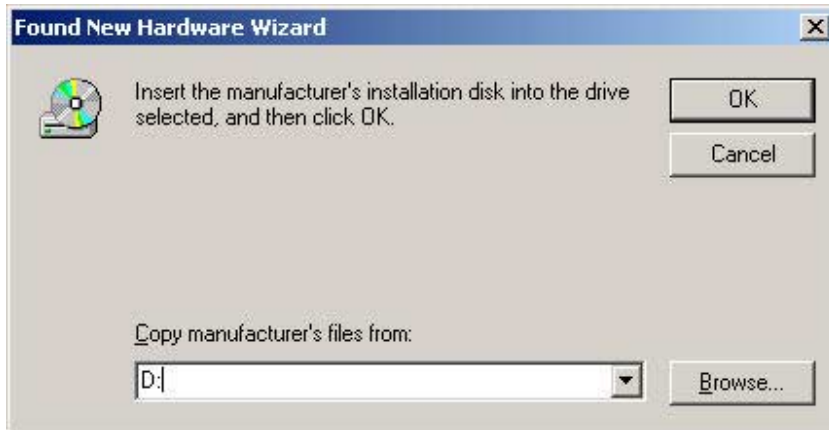 Found New Hardware Wizard
Insert the manufacturer's installation disk into the drive
selected, and then click OK.
OK
Cancel
Copy manufacturer's files from:
D:
Browse...